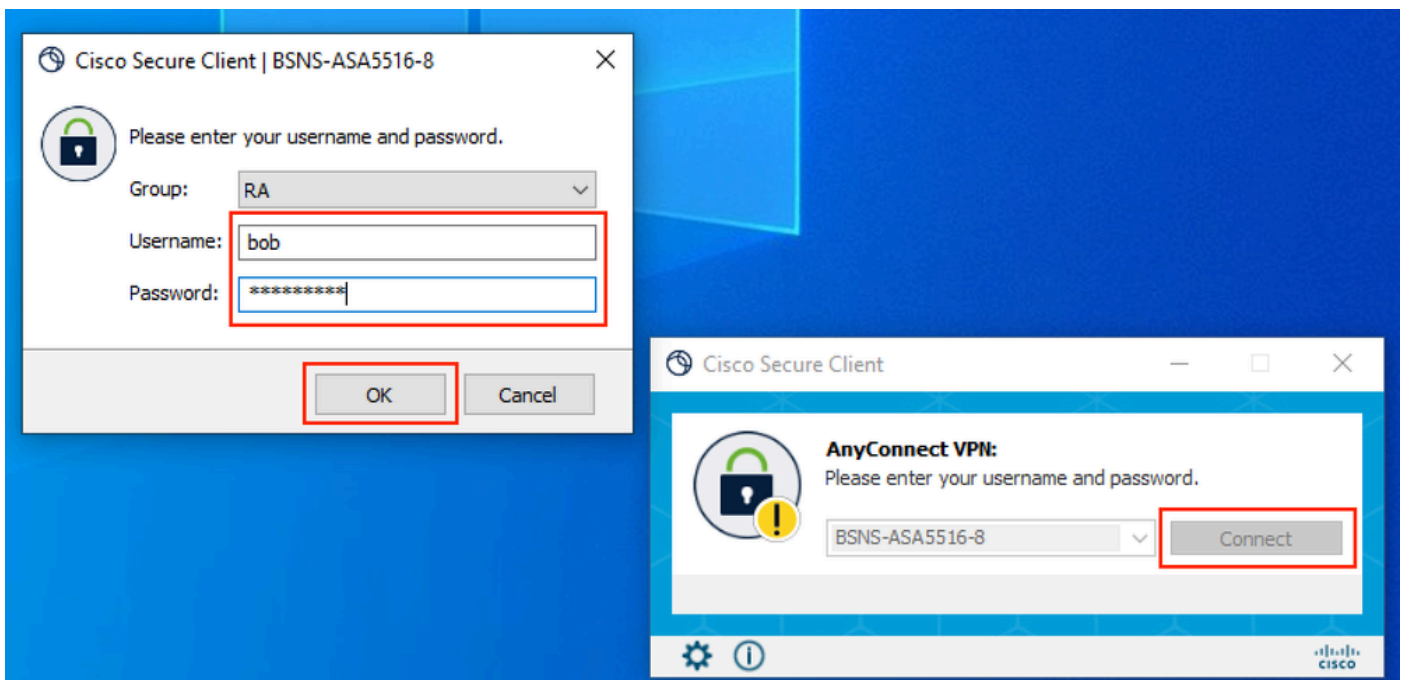 Cisco Secure Client | BSNS-ASA5516-8
Please enter your username and password.
Group: RA
Username: bob
Password: *********
OK Cancel
Cisco Secure Client
AnyConnect VPN:
Please enter your username and password.
BSNS-ASA5516-8 Connect
cisco